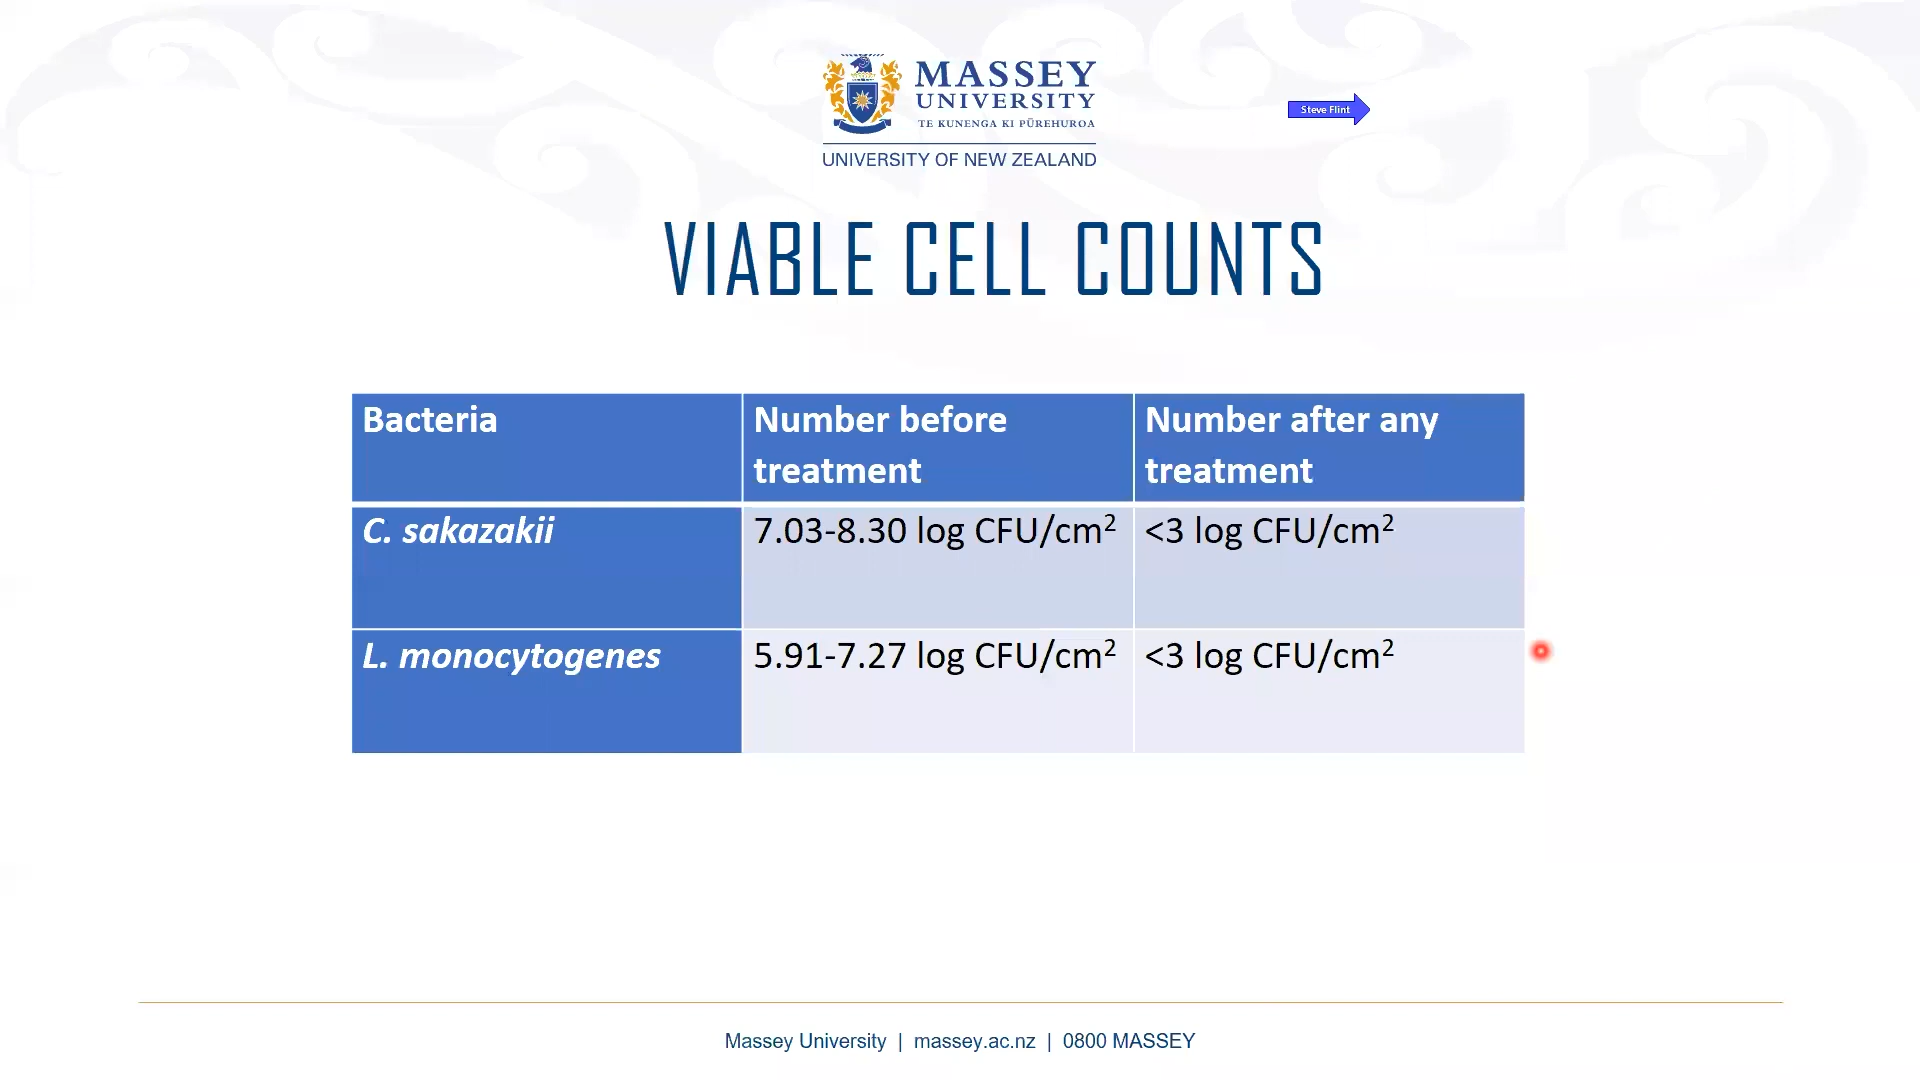 MASSEY
UNIVERSITY
TE KUNENGA KI PŪREHUROA
UNIVERSITY OF NEW ZEALAND
Steve Flint
VIABLE CELL COUNTS
Bacteria
Number before
treatment
Number after any
treatment
C. sakazakii
7.03-8.30 log CFU/cm²
<3 log CFU/cm²
L. monocytogenes
5.91-7.27 log CFU/cm²
<3 log CFU/cm²
Massey University | massey.ac.nz | 0800 MASSEY